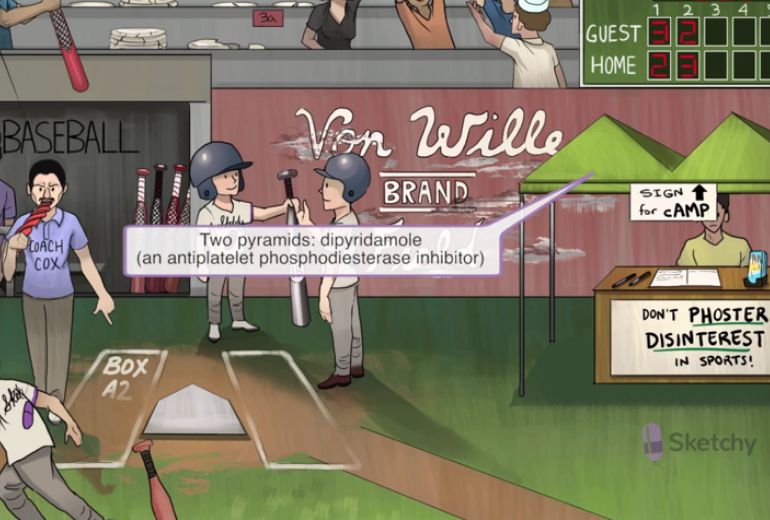 3a
1 2 3 4
GUEST 3 2
HOME 2 3
BASEBALL
Von Wille
BRAND
SIGN
for cAMP
COACH
COX
Two pyramids: dipyridamole
(an antiplatelet phosphodiesterase inhibitor)
DON'T PHOSTER
DISINTEREST
IN SPORTS!
BOX
A2
Sketchy